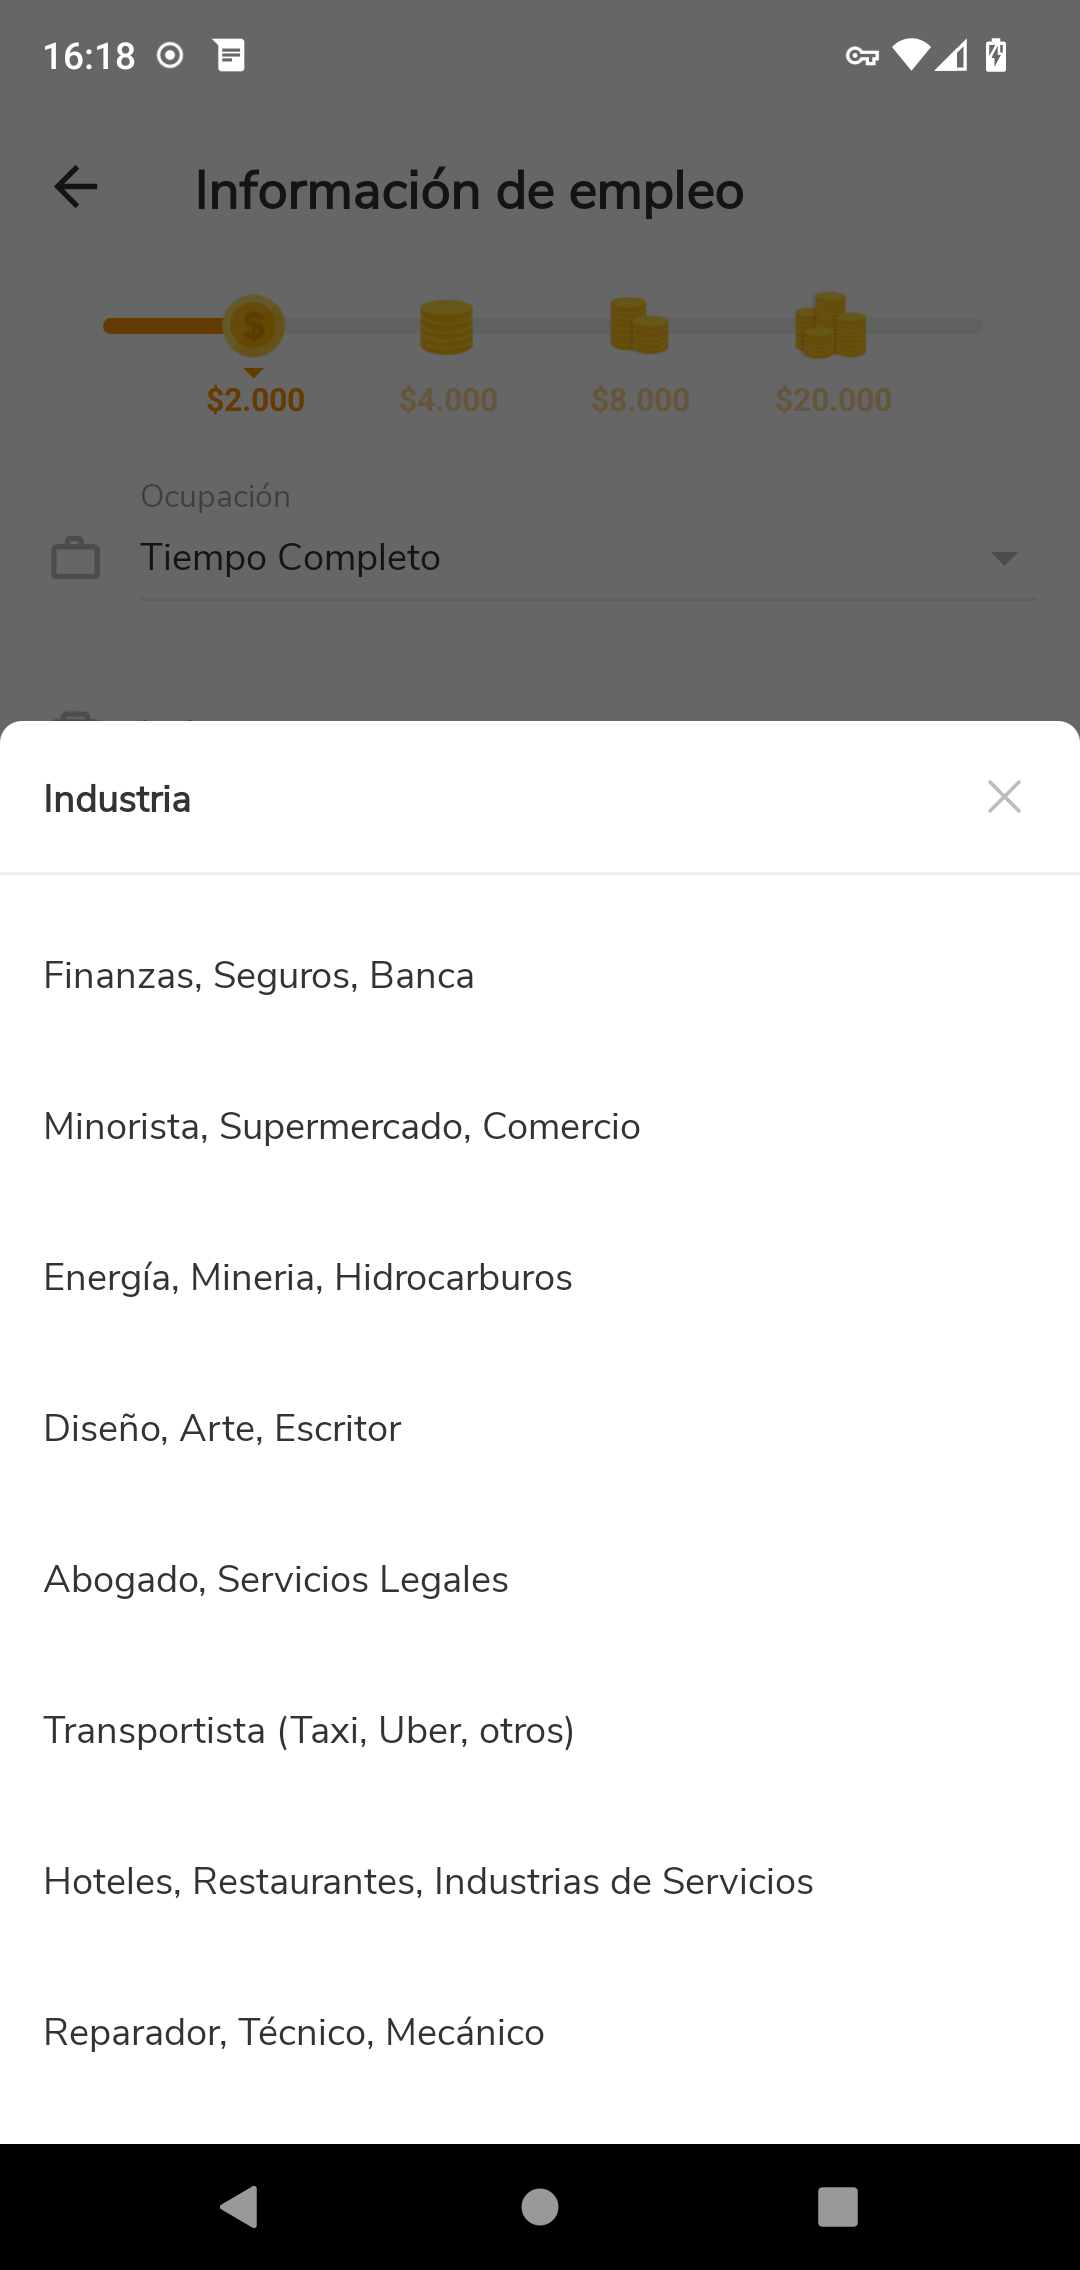 16:18
Información de empleo
$
$2.000 $4.000 $8.000 $20.000
Ocupación
Tiempo Completo
Industria
Finanzas, Seguros, Banca
Minorista, Supermercado, Comercio
Energía, Mineria, Hidrocarburos
Diseño, Arte, Escritor
Abogado, Servicios Legales
Transportista (Taxi, Uber, otros)
Hoteles, Restaurantes, Industrias de Servicios
Reparador, Técnico, Mecánico